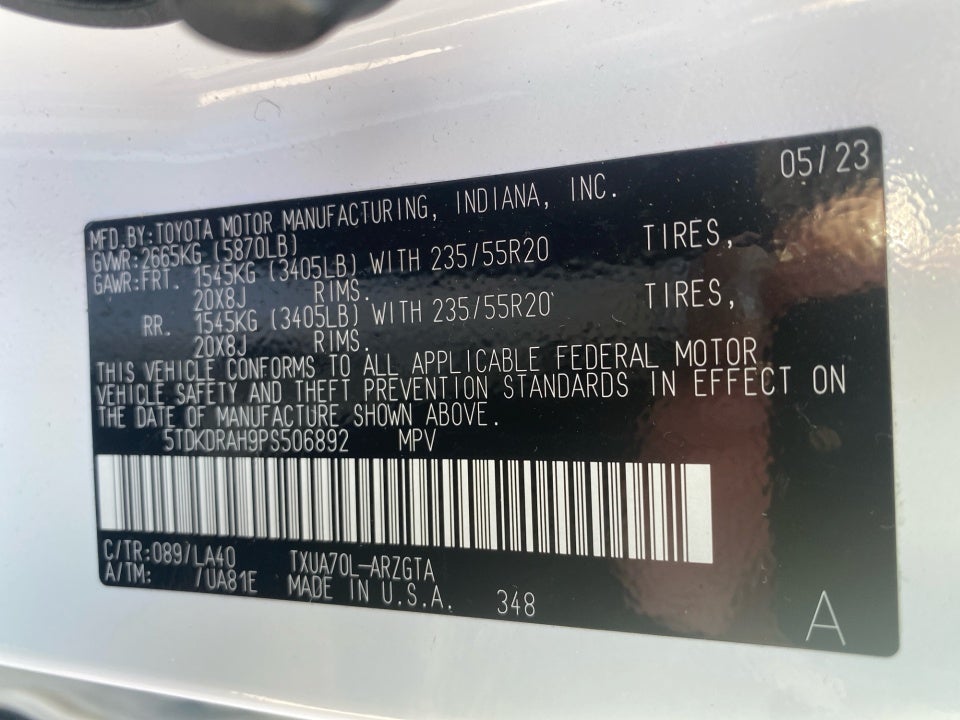 05/23
MFD.BY:TOYOTA MOTOR MANUFACTURING, INDIANA, INC.
GVWR:2665KG (5870LB)
GAWR:FRT. 1545KG (3405LB) WITH 235/55R20 TIRES,
20X8J RIMS.
RR. 1545KG (3405LB) WITH 235/55R20 TIRES,
20X8J RIMS.
THIS VEHICLE CONFORMS TO ALL APPLICABLE FEDERAL MOTOR
VEHICLE SAFETY AND THEFT PREVENTION STANDARDS IN EFFECT ON
THE DATE OF MANUFACTURE SHOWN ABOVE.
5TDKDRAH9PS506892 MPV
C/TR:089/LA40 TXUA70L-ARZGTA
A/TM: /UA81E MADE IN U.S.A. 348
A